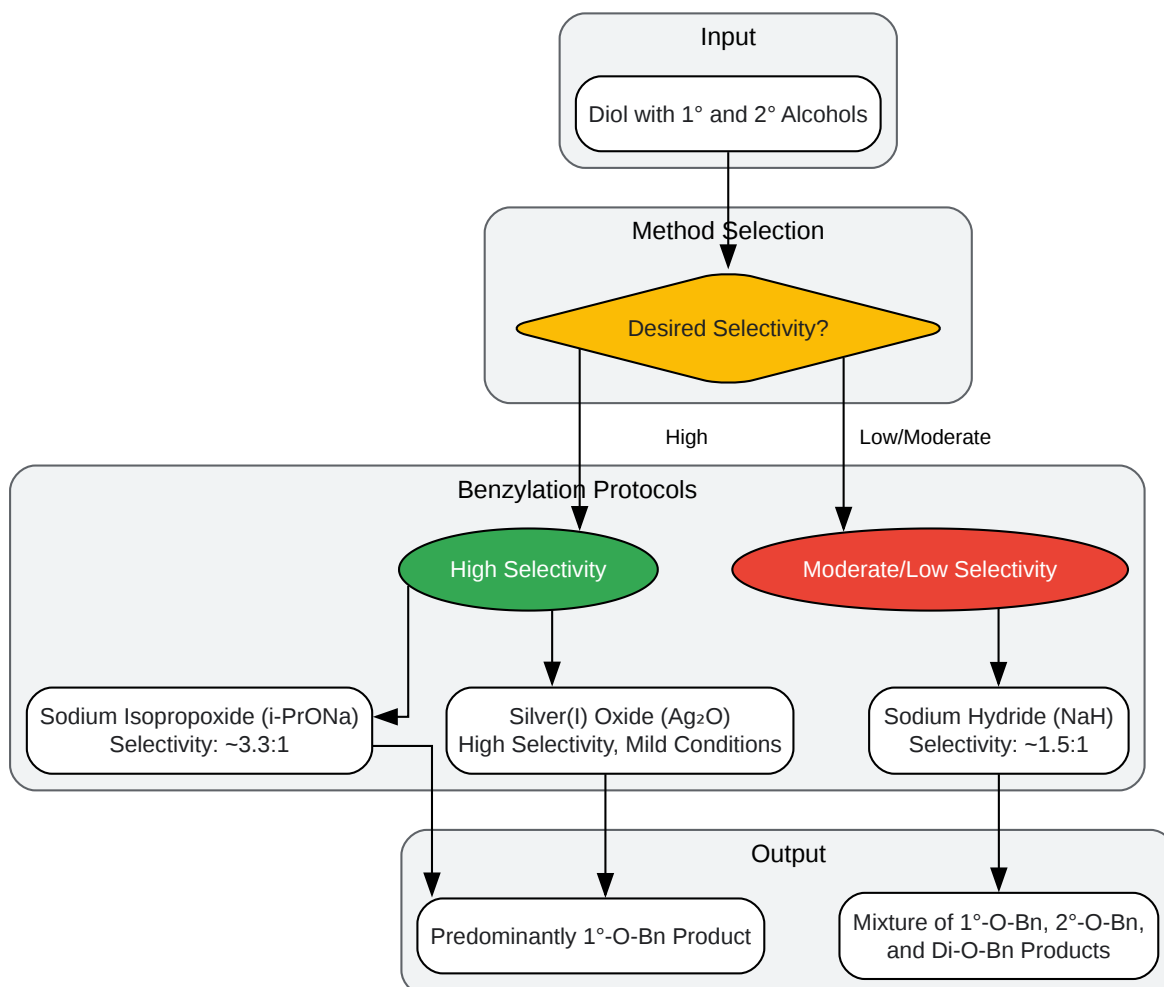 Input
Diol with 1° and 2° Alcohols
Method Selection
Desired Selectivity?
High
Low/Moderate
Benzylation Protocols
High Selectivity
Moderate/Low Selectivity
Sodium Isopropoxide (i-PrONa)
Selectivity: ~3.3:1
Silver(I) Oxide (Ag₂O)
High Selectivity, Mild Conditions
Sodium Hydride (NaH)
Selectivity: ~1.5:1
Output
Predominantly 1°-O-Bn Product
Mixture of 1°-O-Bn, 2°-O-Bn,
and Di-O-Bn Products